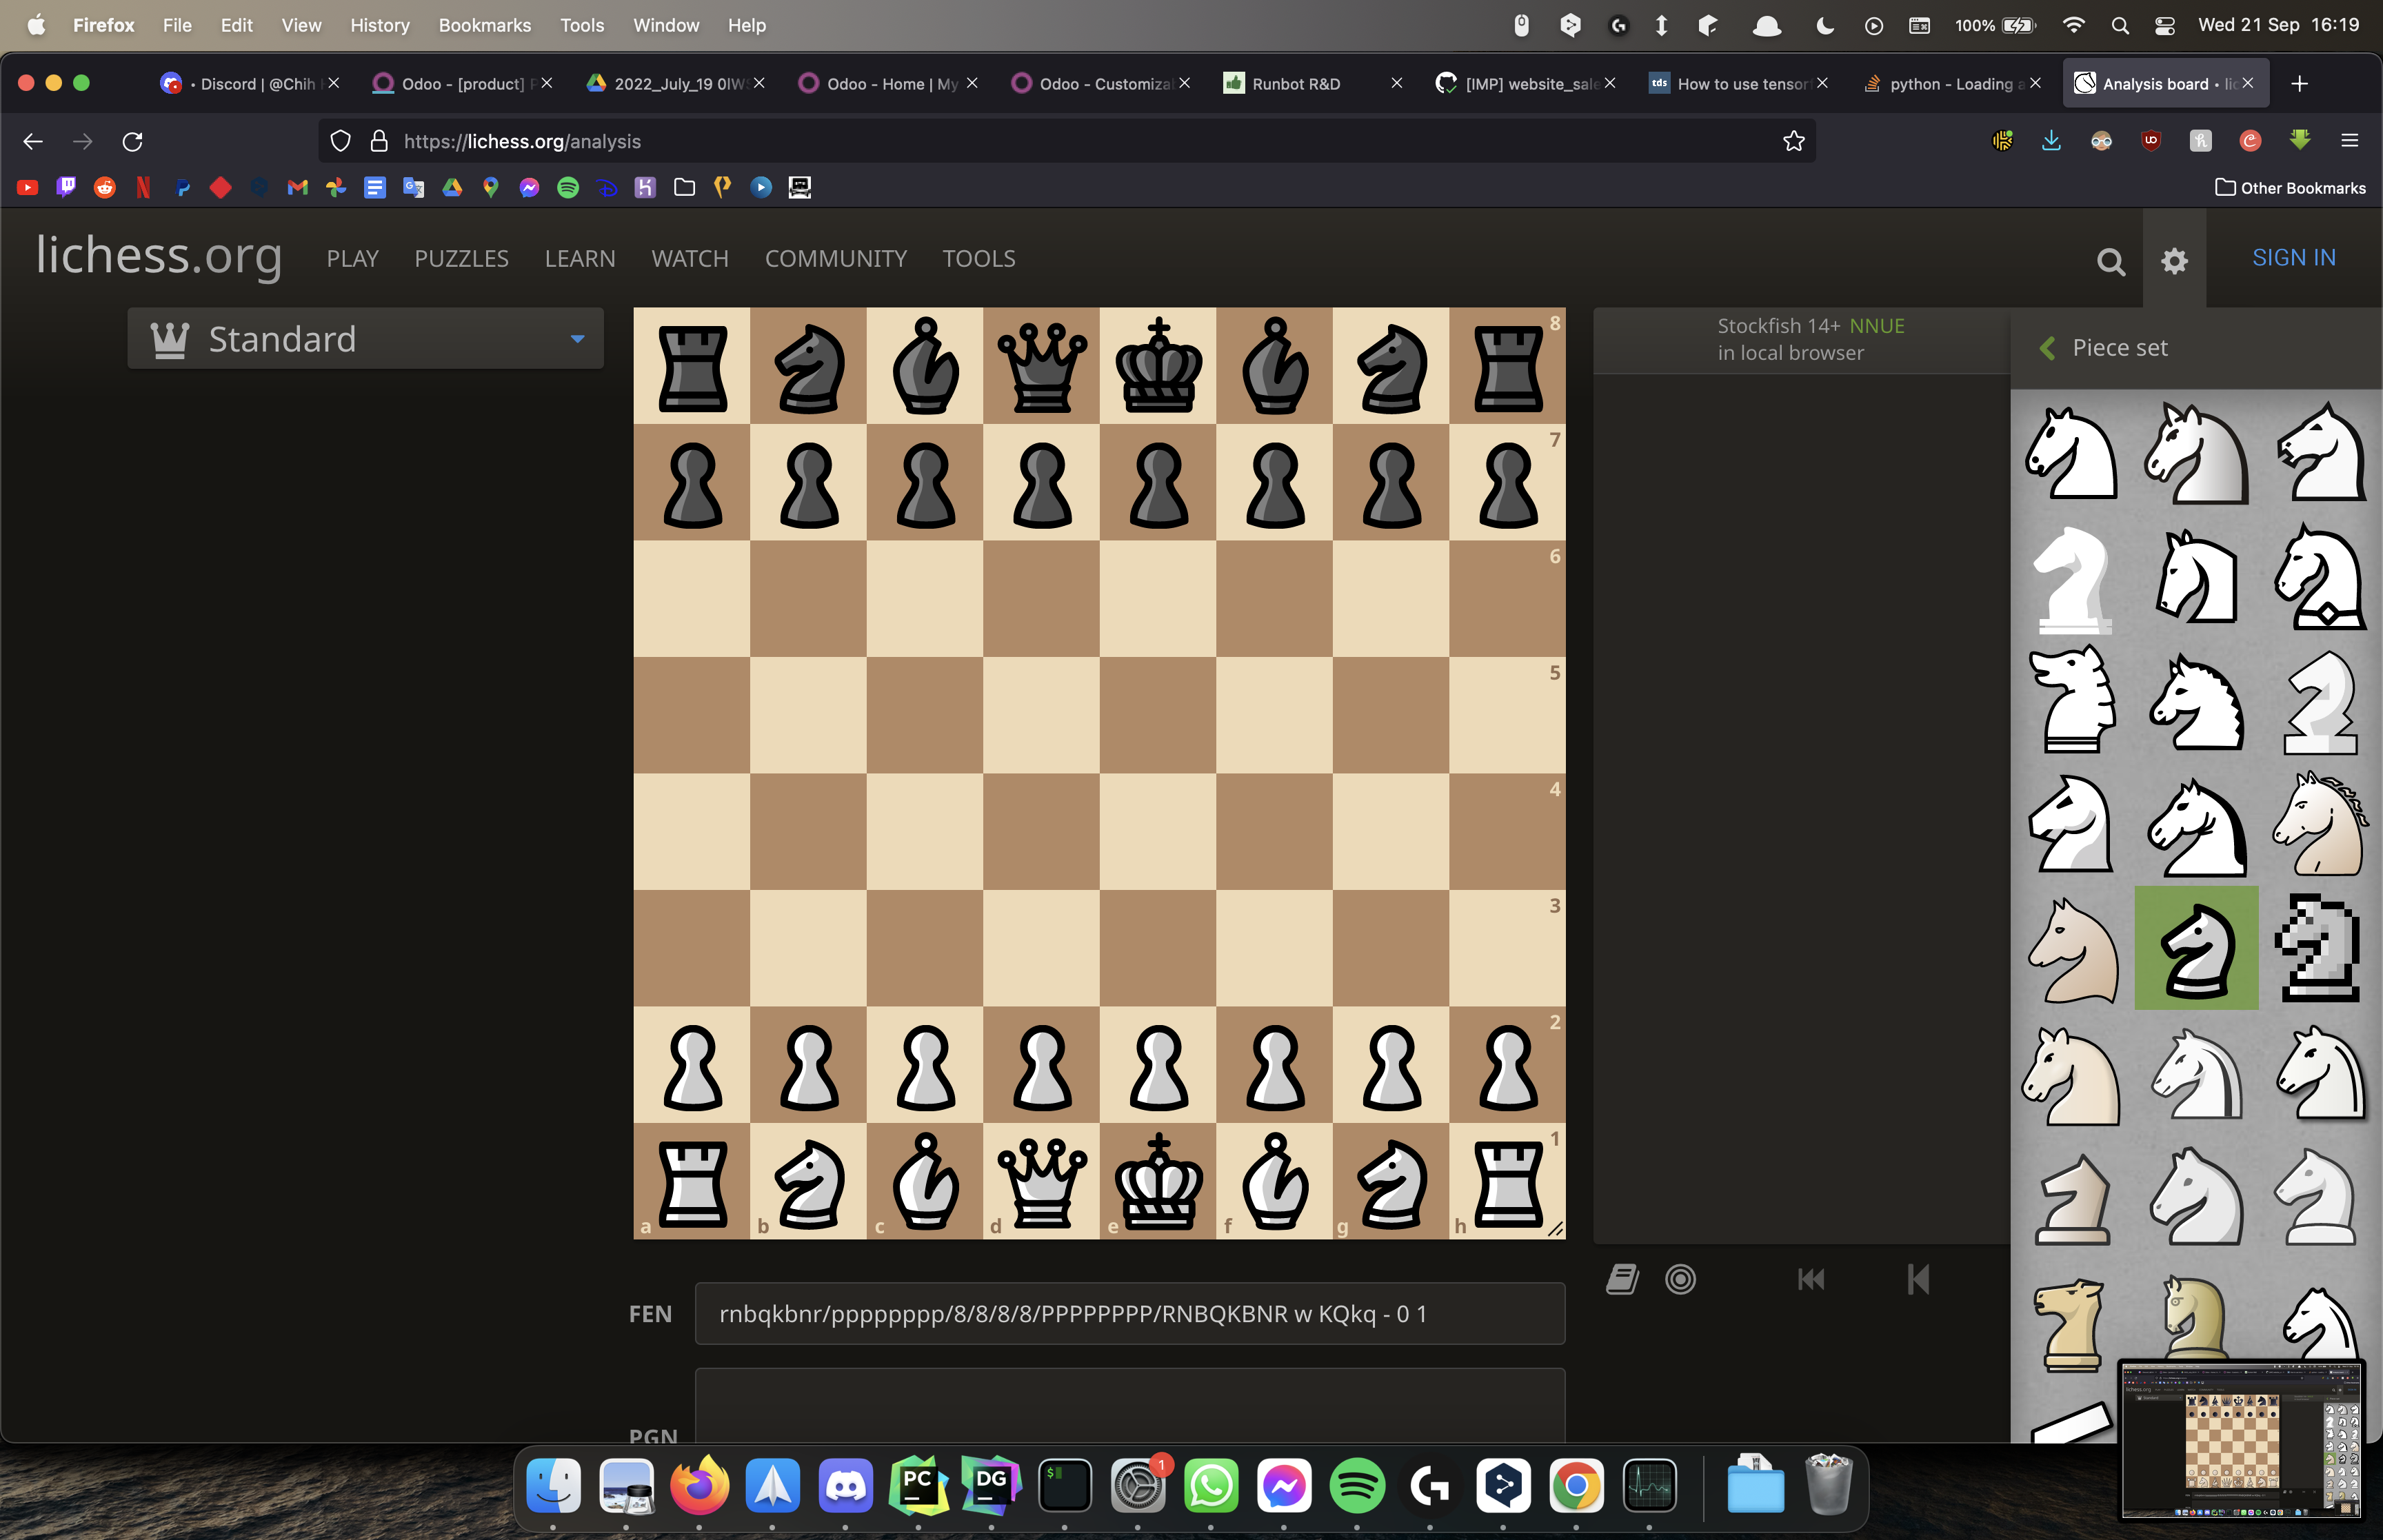 Firefox File Edit View History Bookmarks Tools Window Help 100% Wed 21 Sep 16:19
• Discord | @Chih Odoo - [product] P 2022_July_19 0lWS Odoo - Home | My Odoo - Customiza Runbot R&D [IMP] website_sale tds How to use tensor python - Loading a Analysis board • lic
https://lichess.org/analysis
Other Bookmarks
lichess.org PLAY PUZZLES LEARN WATCH COMMUNITY TOOLS SIGN IN
Standard
Stockfish 14+ NNUE
in local browser
Piece set
8
7
6
5
4
3
2
1
a b c d e f g h
FEN rnbqkbnr/pppppppp/8/8/8/8/PPPPPPPP/RNBQKBNR w KQkq - 0 1
PGN
PC DG $ 1